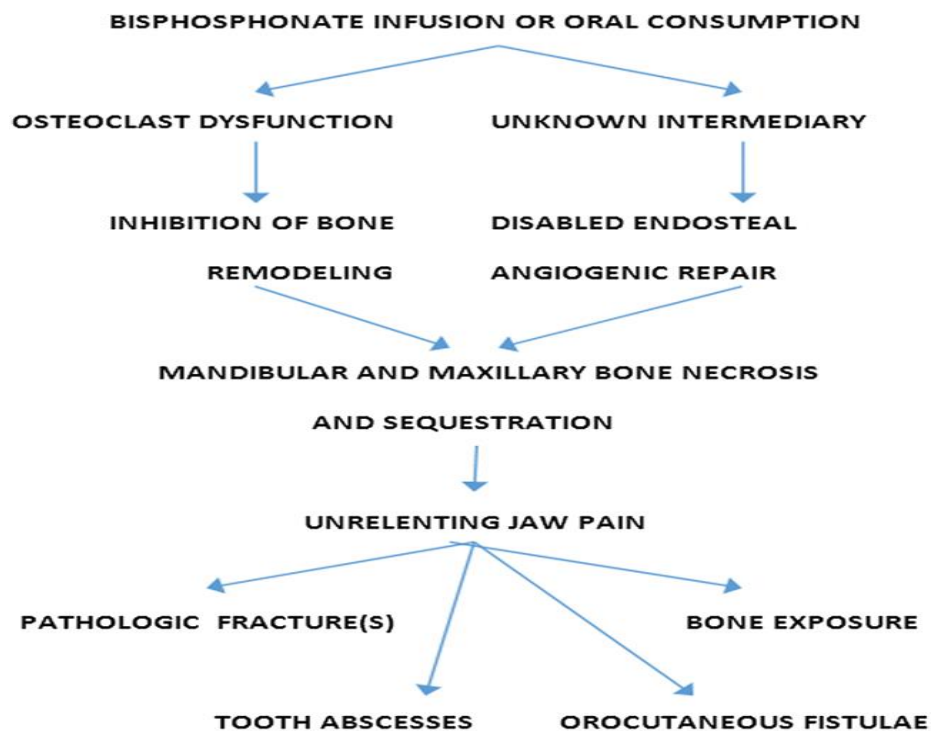 BISPHOSPHONATE INFUSION OR ORAL CONSUMPTION
OSTEOCLAST DYSFUNCTION
UNKNOWN INTERMEDIARY
INHIBITION OF BONE
REMODELING
DISABLED ENDOSTEAL
ANGIOGENIC REPAIR
MANDIBULAR AND MAXILLARY BONE NECROSIS
AND SEQUESTRATION
UNRELENTING JAW PAIN
PATHOLOGIC FRACTURE(S)
BONE EXPOSURE
TOOTH ABSCESSES
OROCUTANEOUS FISTULAE